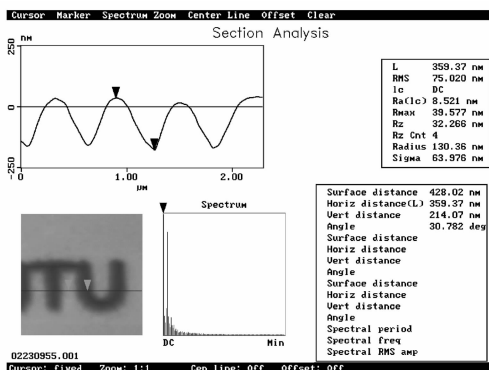 Cursor Marker Spectrum Zoom Center Line Offset Clear
Section Analysis
nM
250
0
-250
0 1.00 2.00
μM
L 359.37 nM
RMS 75.020 nM
lc DC
Ra(lc) 8.521 nM
Rmax 39.577 nM
Rz 32.266 nM
Rz Cnt 4
Radius 130.36 nM
Sigma 63.976 nM
Spectrum
DC Min
TU
Surface distance 428.02 nM
Horiz distance(L) 359.37 nM
Vert distance 214.07 nM
Angle 30.782 deg
Surface distance
Horiz distance
Vert distance
Angle
Surface distance
Horiz distance
Vert distance
Angle
Spectral period
Spectral freq
Spectral RMS amp
02230955.001
Cursor: fixed Zoom: 1:1 Cen line: Off Offset: Off